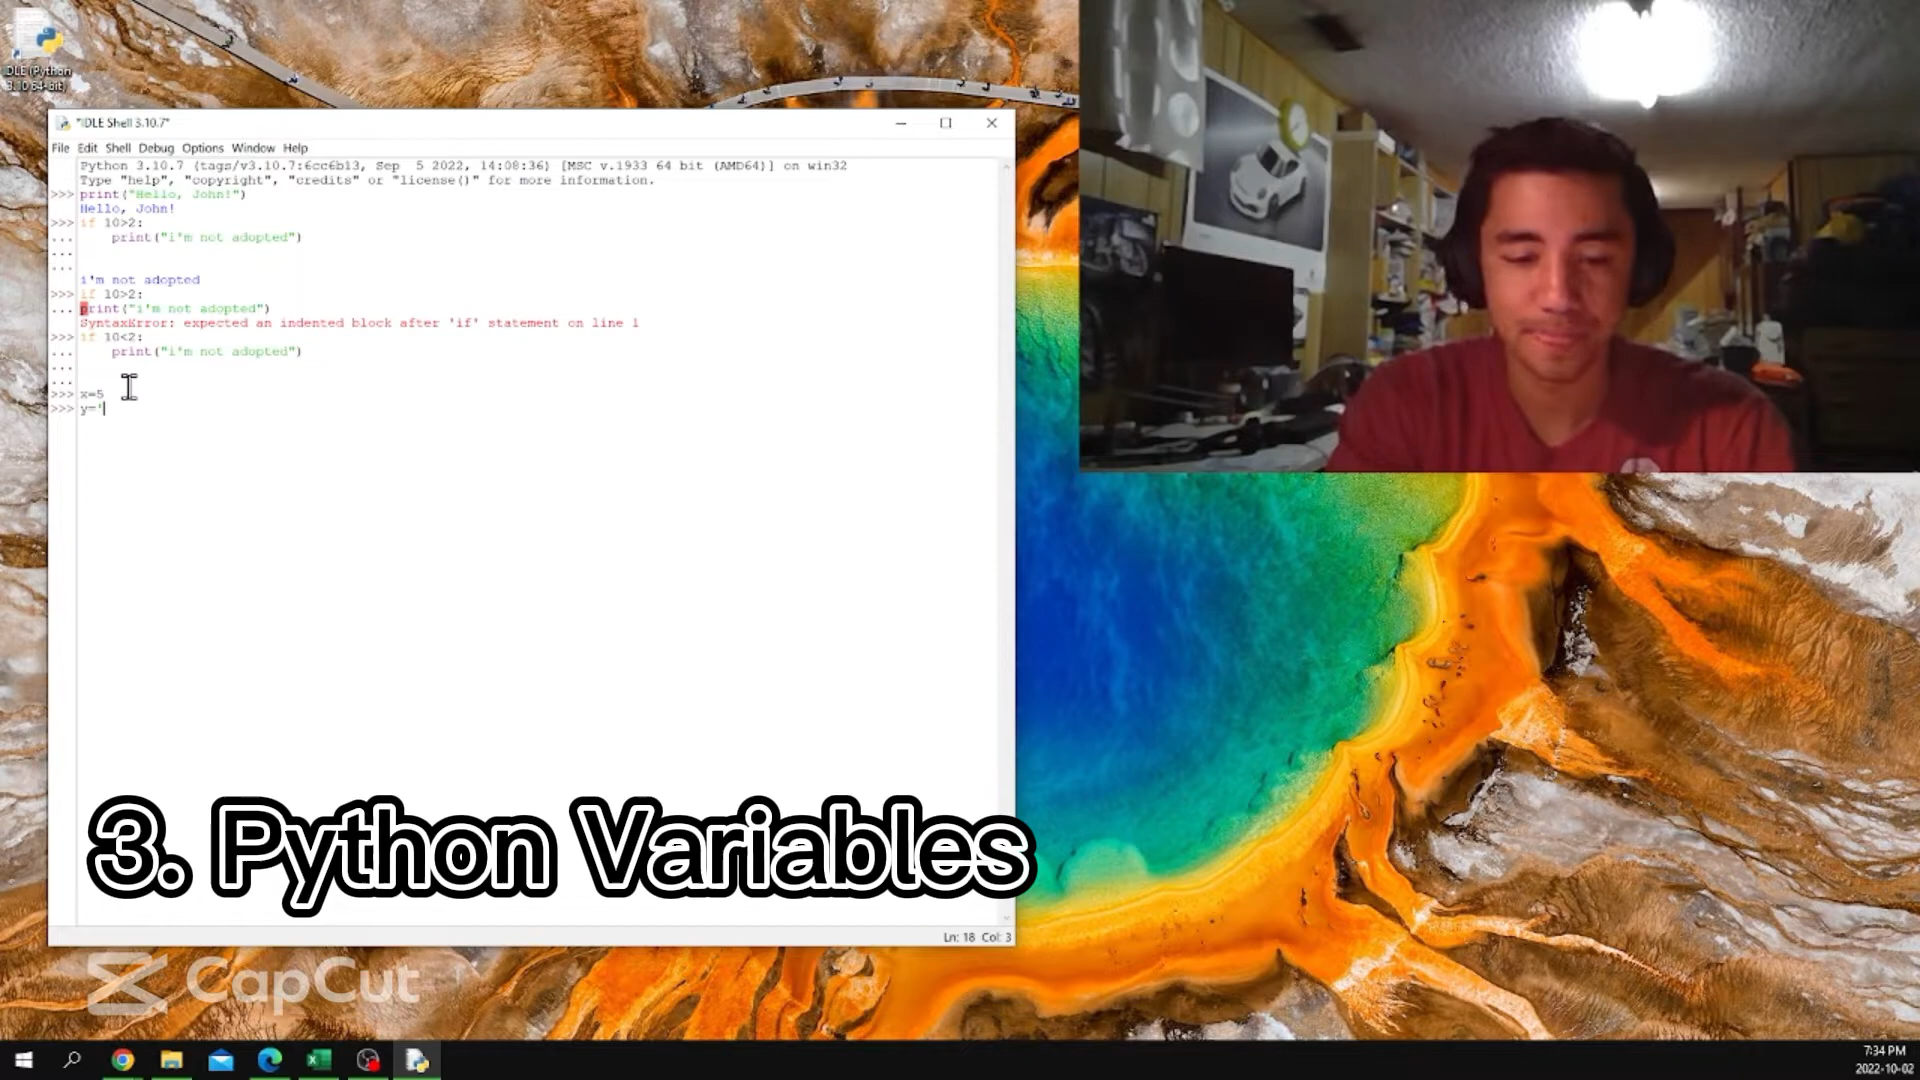 IDLE (Python
3.10 64-bit)
*IDLE Shell 3.10.7*
File Edit Shell Debug Options Window Help
Python 3.10.7 (tags/v3.10.7:6cc6b13, Sep  5 2022, 14:08:36) [MSC v.1933 64 bit (AMD64)] on win32
Type "help", "copyright", "credits" or "license()" for more information.
>>> print("Hello, John!")
Hello, John!
>>> if 10>2:
...     print("i'm not adopted")
...
...
i'm not adopted
>>> if 10>2:
... print("i'm not adopted")
SyntaxError: expected an indented block after 'if' statement on line 1
>>> if 10<2:
...     print("i'm not adopted")
...
...
>>> x=5
>>> y='
3. Python Variables
Ln: 18 Col: 3
CapCut
7:34 PM
2022-10-02